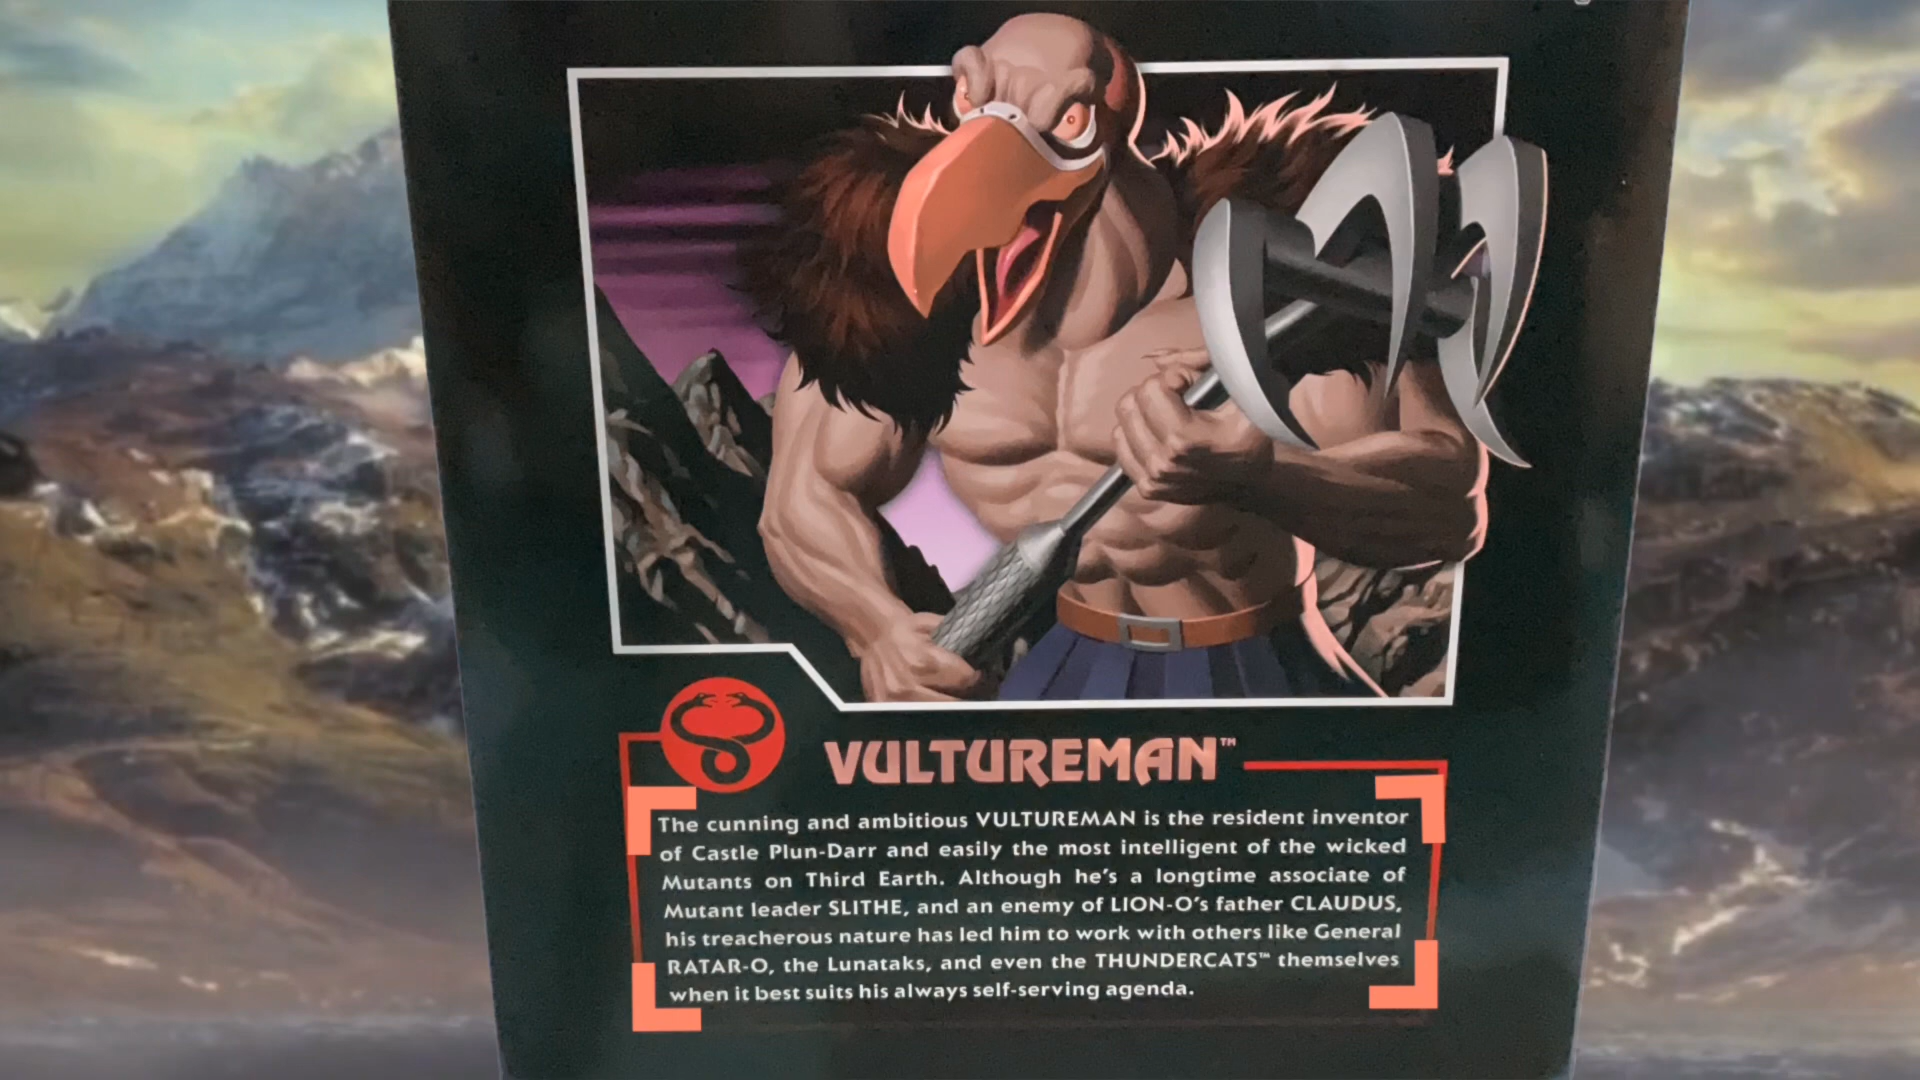 VULTUREMAN™
The cunning and ambitious VULTUREMAN is the resident inventor
of Castle Plun-Darr and easily the most intelligent of the wicked
Mutants on Third Earth. Although he's a longtime associate of
Mutant leader SLITHE, and an enemy of LION-O's father CLAUDUS,
his treacherous nature has led him to work with others like General
RATAR-O, the Lunataks, and even the THUNDERCATS™ themselves
when it best suits his always self-serving agenda.